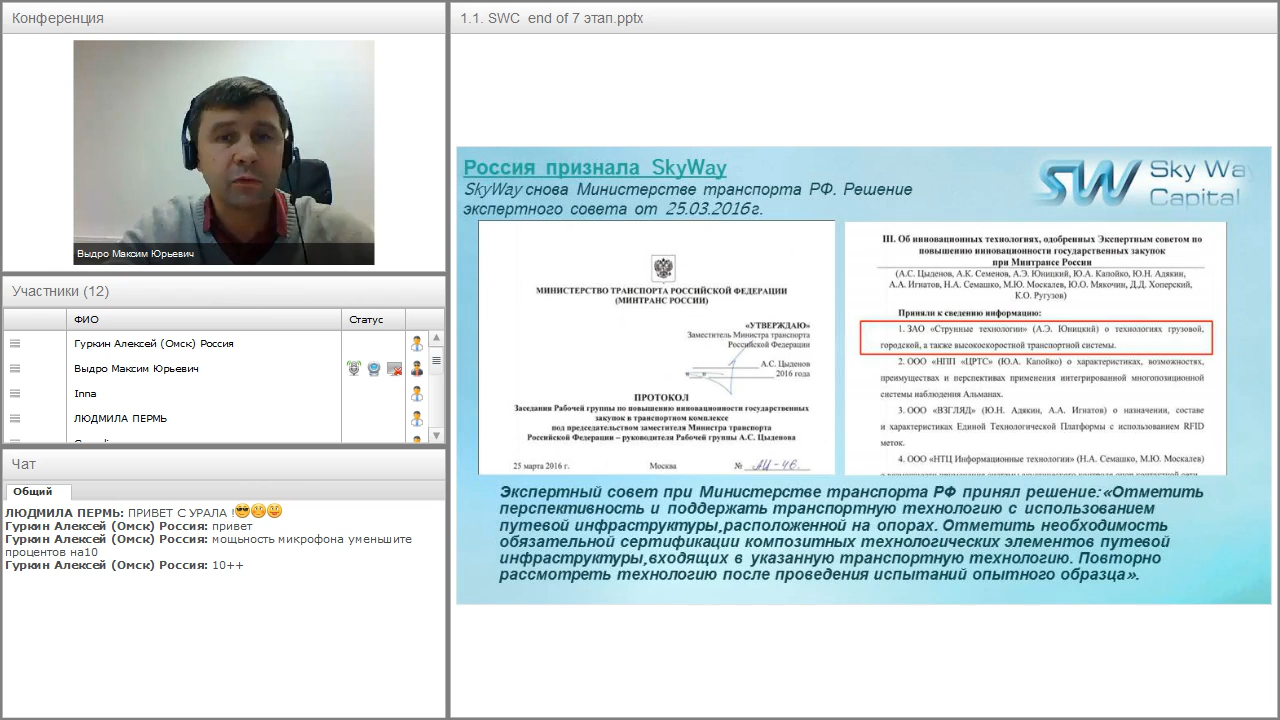 Конференция
Выдро Максим Юрьевич
Участники (12)
ФИО
Статус
Гуркин Алексей (Омск) Россия
Выдро Максим Юрьевич
Inna
ЛЮДМИЛА ПЕРМЬ
Чат
Общий
ЛЮДМИЛА ПЕРМЬ: ПРИВЕТ С УРАЛА !
Гуркин Алексей (Омск) Россия: привет
Гуркин Алексей (Омск) Россия: мощьность микрофона уменьшите
процентов на10
Гуркин Алексей (Омск) Россия: 10++
1.1. SWC end of 7 этап.pptx
Россия признала SkyWay
SkyWay снова Министерстве транспорта РФ. Решение
экспертного совета от 25.03.2016г.
SW Sky Way
Capital
МИНИСТЕРСТВО ТРАНСПОРТА РОССИЙСКОЙ ФЕДЕРАЦИИ
(МИНТРАНС РОССИИ)
«УТВЕРЖДАЮ»
Заместитель Министра транспорта
Российской Федерации
А.С. Цыденов
2016 года
ПРОТОКОЛ
Заседания Рабочей группы по повышению инновационности государственных
закупок в транспортном комплексе
под председательством заместителя Министра транспорта
Российской Федерации – руководителя Рабочей группы А.С. Цыденова
25 марта 2016 г. Москва № АЦ-48.
III. Об инновационных технологиях, одобренных Экспертным советом по
повышению инновационности государственных закупок
при Минтрансе России
(А.С. Цыденов, А.К. Семенов, А.Э. Юницкий, Ю.А. Капойко, Ю.Н. Адякин,
А.А. Игнатов, Н.А. Семашко, М.Ю. Москалев, Ю.О. Мякочин, Д.Д. Хоперский,
К.О. Ругузов)
Приняли к сведению информацию:
1. ЗАО «Струнные технологии» (А.Э. Юницкий) о технологиях грузовой,
городской, а также высокоскоростной транспортной системы.
2. ООО «НПП «ЦРТС» (Ю.А. Капойко) о характеристиках, возможностях,
преимуществах и перспективах применения интегрированной многопозиционной
системы наблюдения Альманах.
3. ООО «ВЗГЛЯД» (Ю.Н. Адякин, А.А. Игнатов) о назначении, составе
и характеристиках Единой Технологической Платформы с использованием RFID
меток.
4. ООО «НТЦ Информационные технологии» (Н.А. Семашко, М.Ю. Москалев)
Экспертный совет при Министерстве транспорта РФ принял решение:«Отметить
перспективность и поддержать транспортную технологию с использованием
путевой инфраструктуры,расположенной на опорах. Отметить необходимость
обязательной сертификации композитных технологических элементов путевой
инфраструктуры,входящих в указанную транспортную технологию. Повторно
рассмотреть технологию после проведения испытаний опытного образца».